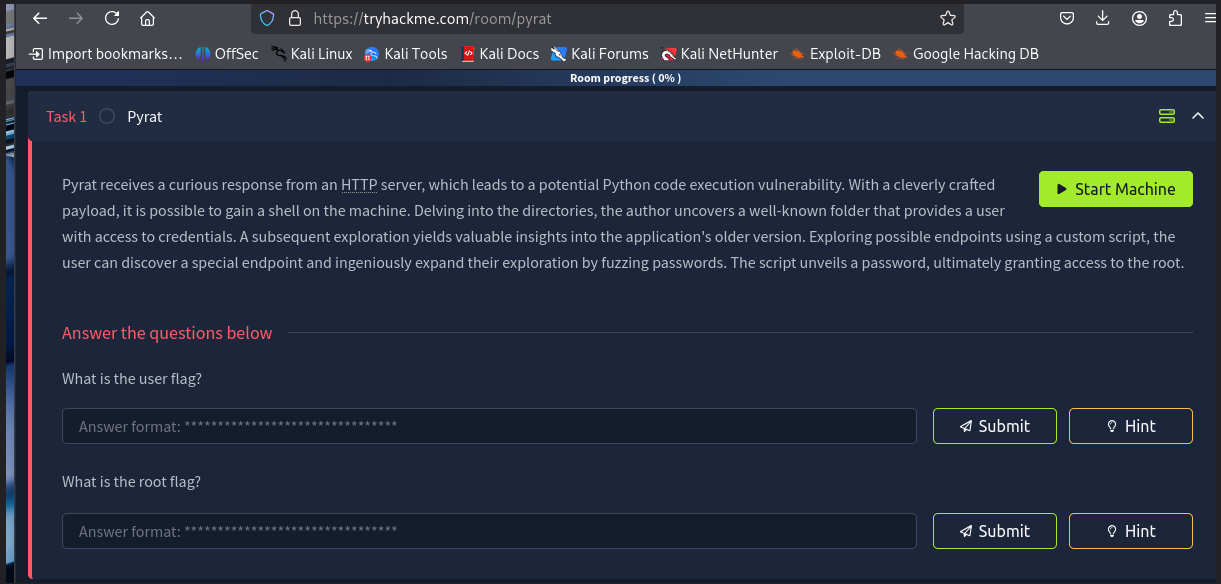 https://tryhackme.com/room/pyrat
Import bookmarks... OffSec Kali Linux Kali Tools Kali Docs Kali Forums Kali NetHunter Exploit-DB Google Hacking DB
Room progress ( 0% )
Task 1 Pyrat
Pyrat receives a curious response from an HTTP server, which leads to a potential Python code execution vulnerability. With a cleverly crafted
Start Machine
payload, it is possible to gain a shell on the machine. Delving into the directories, the author uncovers a well-known folder that provides a user
with access to credentials. A subsequent exploration yields valuable insights into the application's older version. Exploring possible endpoints using a custom script, the
user can discover a special endpoint and ingeniously expand their exploration by fuzzing passwords. The script unveils a password, ultimately granting access to the root.
Answer the questions below
What is the user flag?
Answer format: ********************************
Submit Hint
What is the root flag?
Answer format: ********************************
Submit Hint